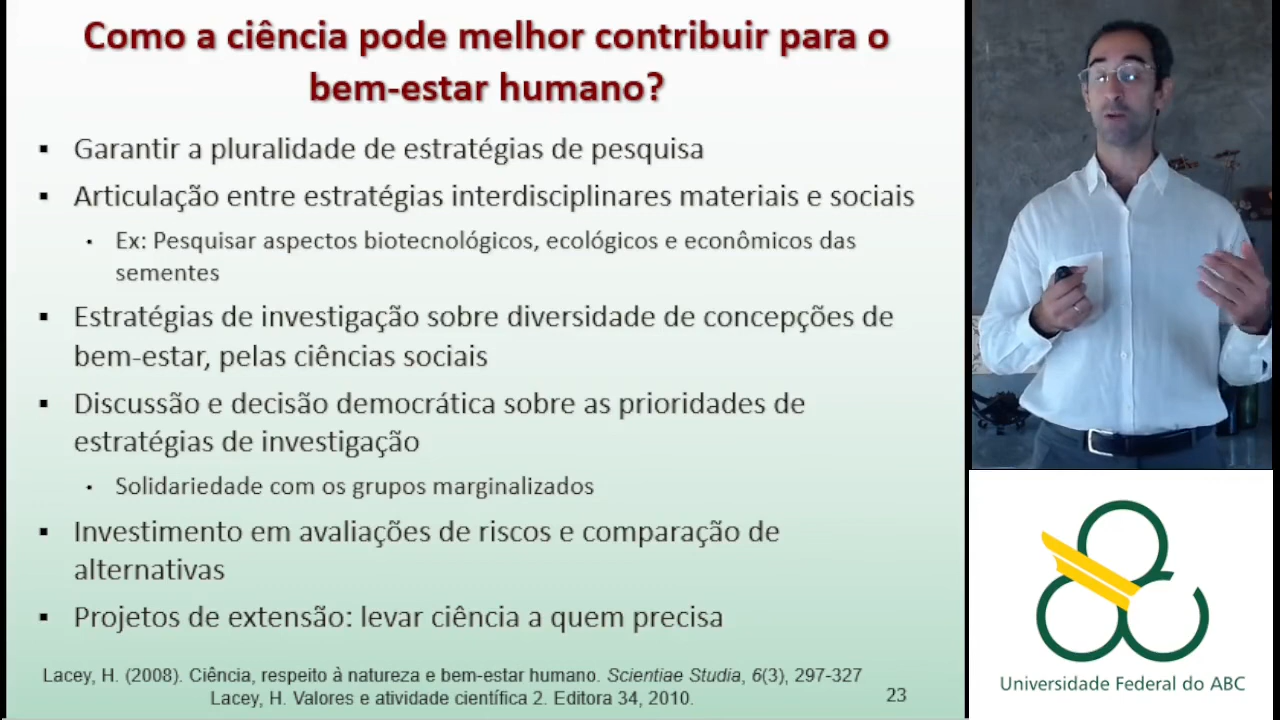 Como a ciência pode melhor contribuir para o
bem-estar humano?
▪ Garantir a pluralidade de estratégias de pesquisa
▪ Articulação entre estratégias interdisciplinares materiais e sociais
• Ex: Pesquisar aspectos biotecnológicos, ecológicos e econômicos das
sementes
▪ Estratégias de investigação sobre diversidade de concepções de
bem-estar, pelas ciências sociais
▪ Discussão e decisão democrática sobre as prioridades de
estratégias de investigação
• Solidariedade com os grupos marginalizados
▪ Investimento em avaliações de riscos e comparação de
alternativas
▪ Projetos de extensão: levar ciência a quem precisa
Lacey, H. (2008). Ciência, respeito à natureza e bem-estar humano. Scientiae Studia, 6(3), 297-327
Lacey, H. Valores e atividade científica 2. Editora 34, 2010.
23
Universidade Federal do ABC